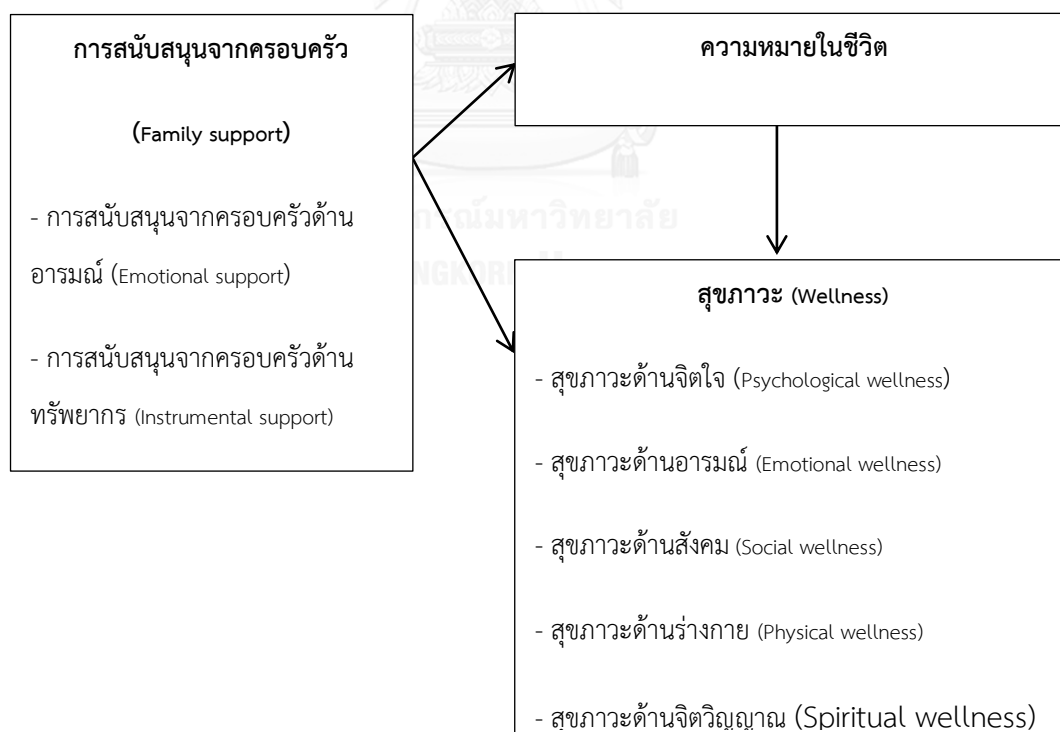 การสนับสนุนจากครอบครัว
(Family support)
- การสนับสนุนจากครอบครัวด้าน
อารมณ์ (Emotional support)
- การสนับสนุนจากครอบครัวด้าน
ทรัพยากร (Instrumental support)
ความหมายในชีวิต
สุขภาวะ (Wellness)
- สุขภาวะด้านจิตใจ (Psychological wellness)
- สุขภาวะด้านอารมณ์ (Emotional wellness)
- สุขภาวะด้านสังคม (Social wellness)
- สุขภาวะด้านร่างกาย (Physical wellness)
- สุขภาวะด้านจิตวิญญาณ (Spiritual wellness)